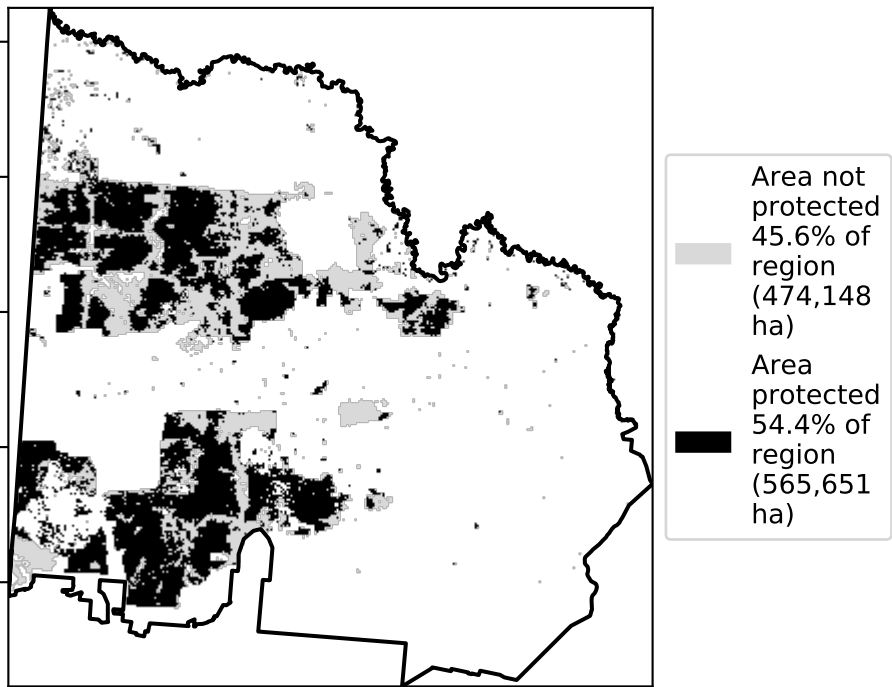 Area not
protected
45.6% of
region
(474,148
ha)
Area
protected
54.4% of
region
(565,651
ha)